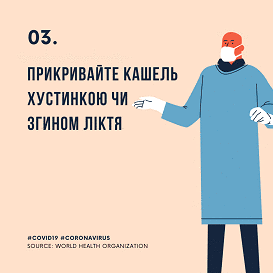 03.
ПРИКРИВАЙТЕ КАШЕЛЬ
ХУСТИНКОЮ ЧИ
ЗГИНОМ ЛІКТЯ
#COVID19 #CORONAVIRUS
SOURCE: WORLD HEALTH ORGANIZATION